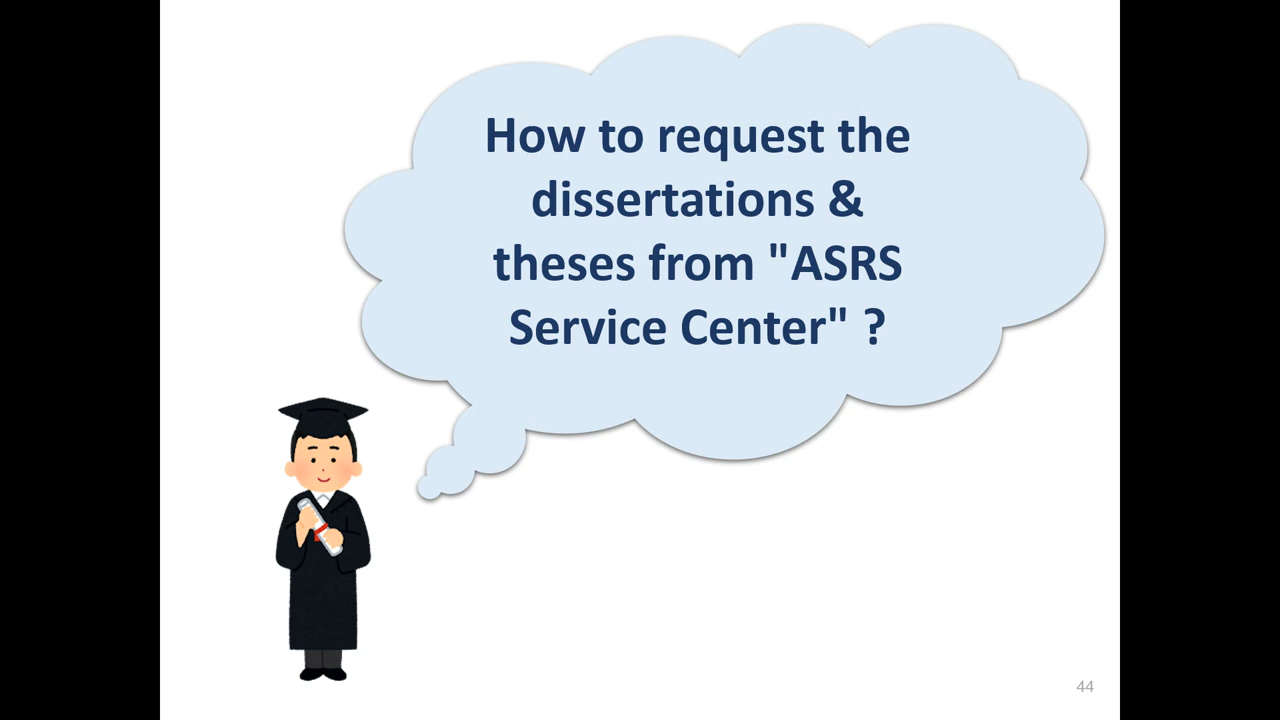 How to request the
dissertations &
theses from "ASRS
Service Center" ?
44